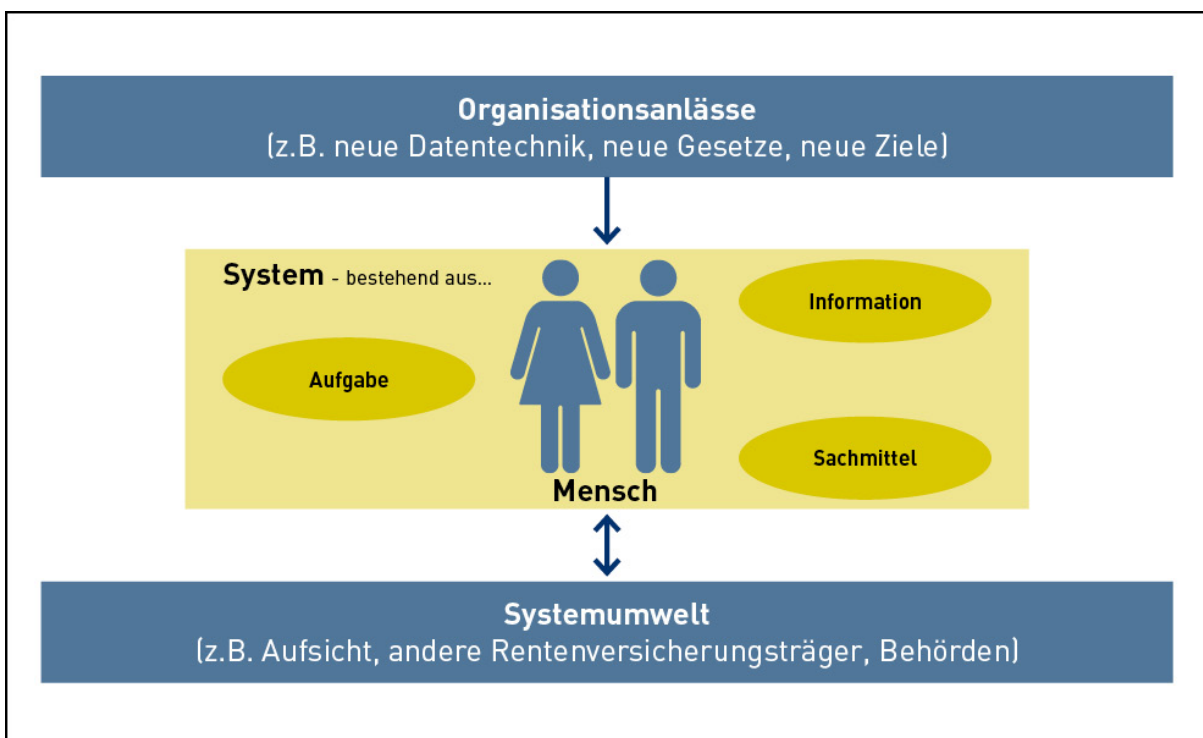 Organisationsanlässe
(z.B. neue Datentechnik, neue Gesetze, neue Ziele)
System - bestehend aus...
Information
Aufgabe
Sachmittel
Mensch
Systemumwelt
(z.B. Aufsicht, andere Rentenversicherungsträger, Behörden)